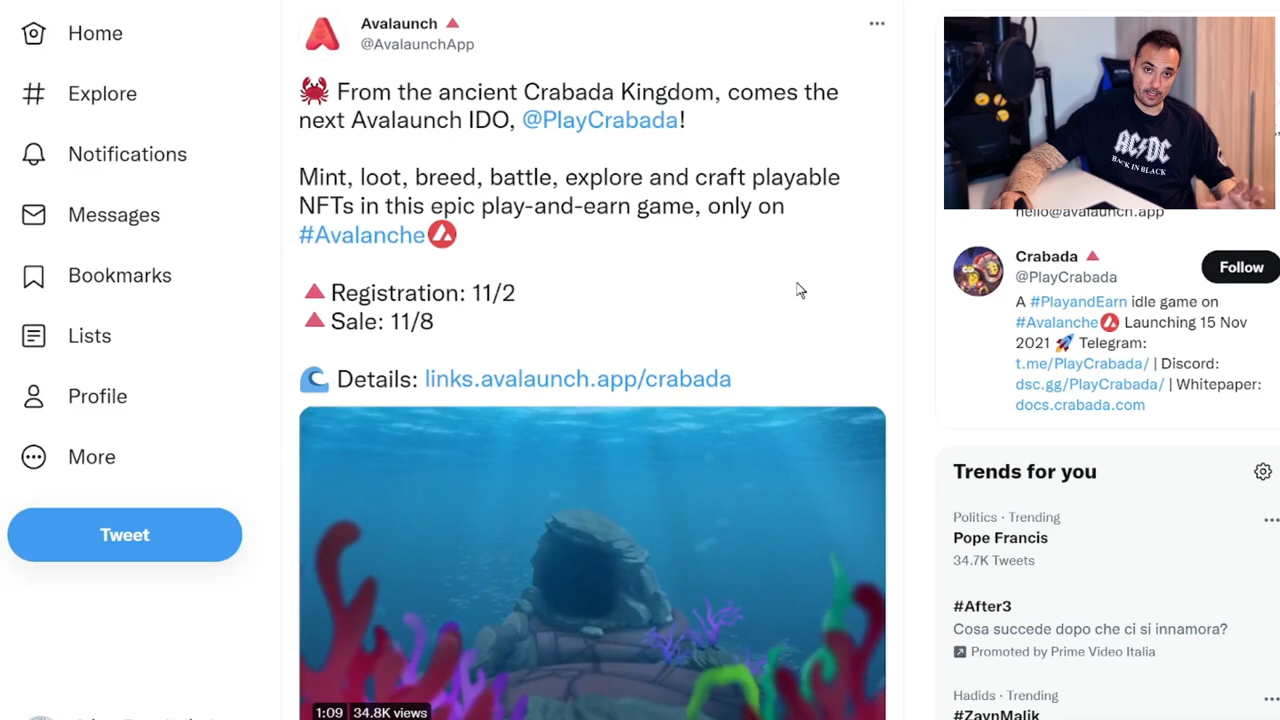 Home
Explore
Notifications
Messages
Bookmarks
Lists
Profile
More
Tweet
Avalaunch
@AvalaunchApp
From the ancient Crabada Kingdom, comes the
next Avalaunch IDO, @PlayCrabada!
Mint, loot, breed, battle, explore and craft playable
NFTs in this epic play-and-earn game, only on
#Avalanche
Registration: 11/2
Sale: 11/8
Details: links.avalaunch.app/crabada
1:09 34.8K views
AC/DC
BACK IN BLACK
hello@avalaunch.app
Crabada
@PlayCrabada
Follow
A #PlayandEarn idle game on
#Avalanche Launching 15 Nov
2021 Telegram:
t.me/PlayCrabada/ | Discord:
dsc.gg/PlayCrabada/ | Whitepaper:
docs.crabada.com
Trends for you
Politics · Trending
Pope Francis
34.7K Tweets
#After3
Cosa succede dopo che ci si innamora?
Promoted by Prime Video Italia
Hadids · Trending
#ZaynMalik